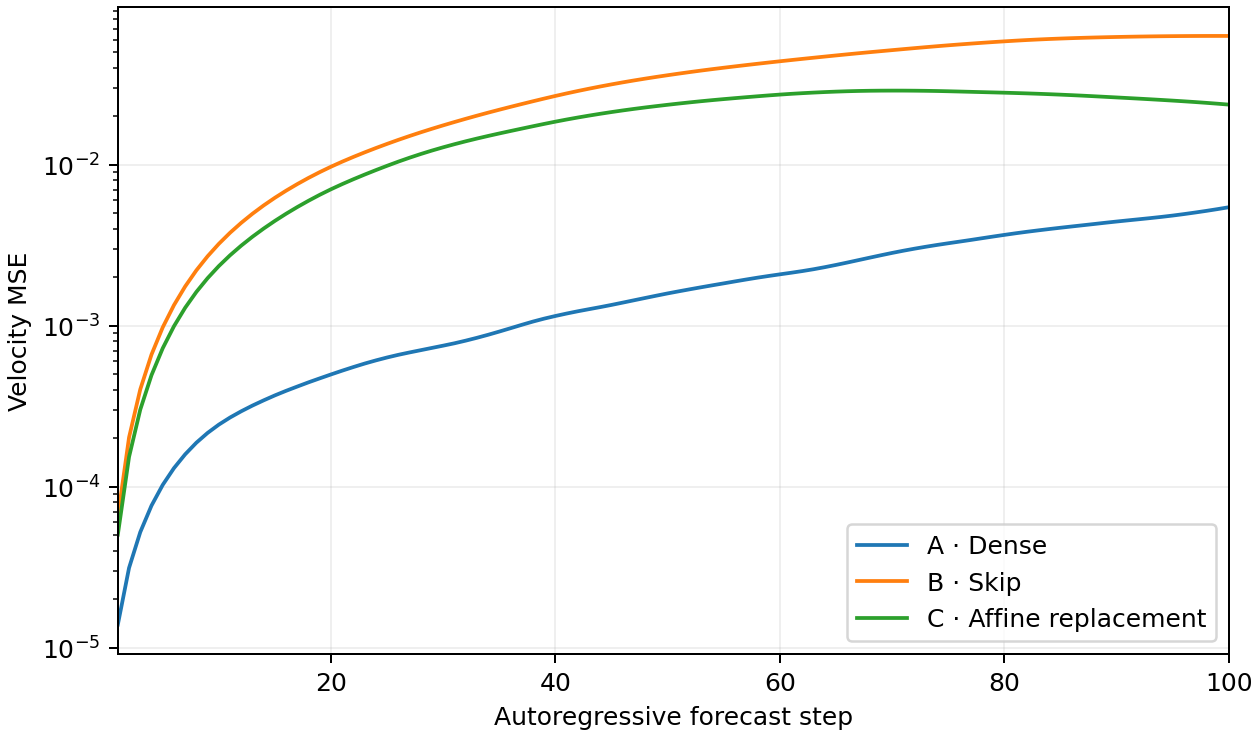 Velocity MSE
10⁻²
10⁻³
10⁻⁴
10⁻⁵
A · Dense
B · Skip
C · Affine replacement
20 40 60 80 100
Autoregressive forecast step